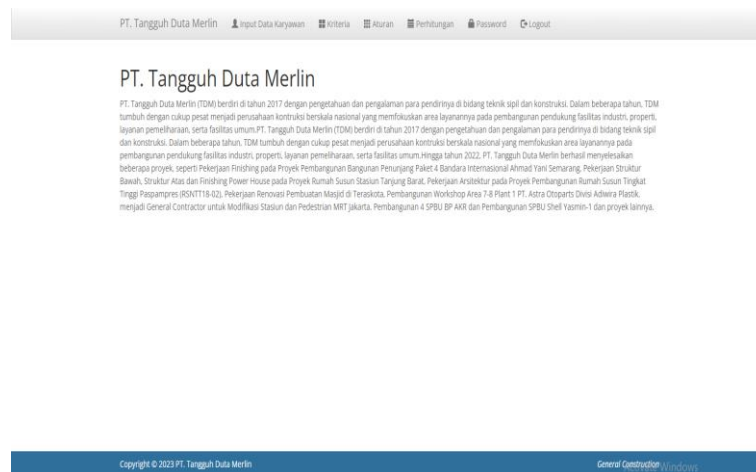 PT. Tangguh Duta Merlin Input Data Karyawan Kriteria Aturan Perhitungan Password Logout
PT. Tangguh Duta Merlin
PT. Tangguh Duta Merlin (TDM) berdiri di tahun 2017 dengan pengetahuan dan pengalaman para pendirinya di bidang teknik sipil dan konstruksi. Dalam beberapa tahun, TDM
tumbuh dengan cukup pesat menjadi perusahaan kontruksi berskala nasional yang memfokuskan area layanannya pada pembangunan pendukung fasilitas industri, properti,
layanan pemeliharaan, serta fasilitas umum.PT. Tangguh Duta Merlin (TDM) berdiri di tahun 2017 dengan pengetahuan dan pengalaman para pendirinya di bidang teknik sipil
dan konstruksi. Dalam beberapa tahun, TDM tumbuh dengan cukup pesat menjadi perusahaan kontruksi berskala nasional yang memfokuskan area layanannya pada
pembangunan pendukung fasilitas industri, properti, layanan pemeliharaan, serta fasilitas umum.Hingga tahun 2022, PT. Tangguh Duta Merlin berhasil menyelesaikan
beberapa proyek, seperti Pekerjaan Finishing pada Proyek Pembangunan Bangunan Penunjang Paket 4 Bandara Internasional Ahmad Yani Semarang, Pekerjaan Struktur
Bawah, Struktur Atas dan Finishing Power House pada Proyek Rumah Susun Stasiun Tanjung Barat, Pekerjaan Arsitektur pada Proyek Pembangunan Rumah Susun Tingkat
Tinggi Paspampres (RSNTT18-02), Pekerjaan Renovasi Pembuatan Masjid di Teraskota, Pembangunan Workshop Area 7-8 Plant 1 PT. Astra Otoparts Divisi Adiwira Plastik,
menjadi General Contractor untuk Modifikasi Stasiun dan Pedestrian MRT Jakarta, Pembangunan 4 SPBU BP AKR dan Pembangunan SPBU Shell Yasmin-1 dan proyek lainnya.
Copyright © 2023 PT. Tangguh Duta Merlin General Construction
Windows